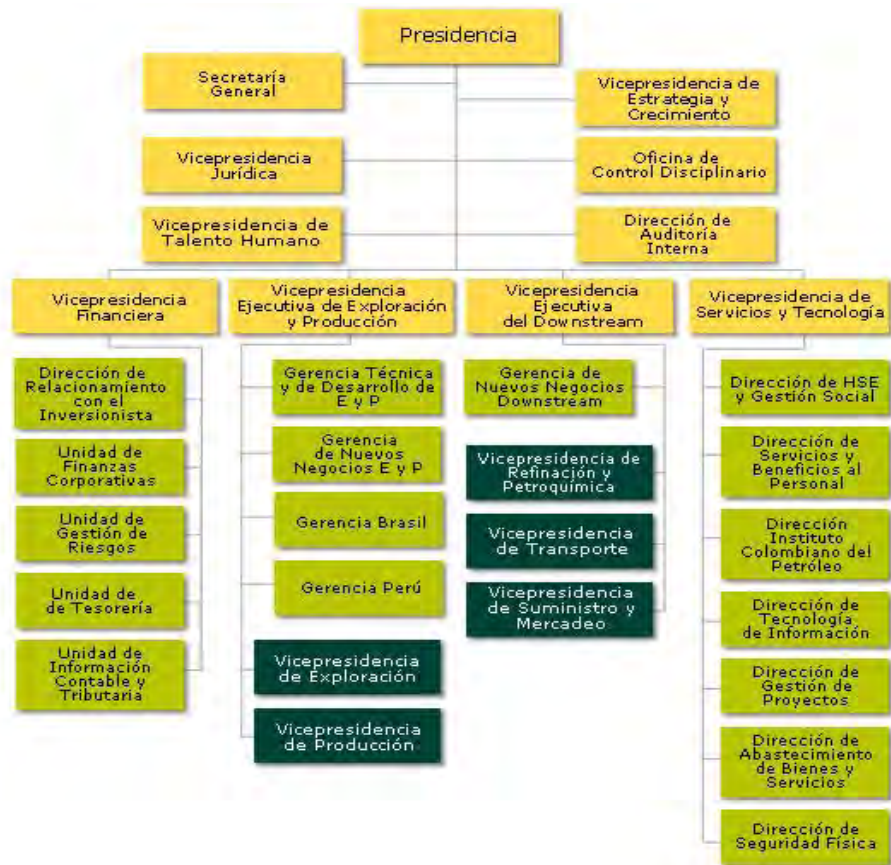 Presidencia
Secretaría
General
Vicepresidencia de
Estrategia y
Crecimiento
Vicepresidencia
Jurídica
Oficina de
Control Disciplinario
Vicepresidencia de
Talento Humano
Dirección de
Auditoría
Interna
Vicepresidencia
Financiera
Dirección de
Relacionamiento
con el
Inversionista
Unidad de
Finanzas
Corporativas
Unidad de
Gestión de
Riesgos
Unidad de
de Tesorería
Unidad de
Información
Contable y
Tributaria
Vicepresidencia
Ejecutiva de Exploración
y Producción
Gerencia Técnica
y de Desarrollo de
E y P
Gerencia
de Nuevos
Negocios E y P
Gerencia Brasil
Gerencia Perú
Vicepresidencia
de Exploración
Vicepresidencia
de Producción
Vicepresidencia
Ejecutiva
del Downstream
Gerencia de
Nuevos Negocios
Downstream
Vicepresidencia de
Refinación y
Petroquímica
Vicepresidencia
de Transporte
Vicepresidencia
de Suministro y
Mercadeo
Vicepresidencia de
Servicios y Tecnología
Dirección de HSE
y Gestión Social
Dirección de
Servicios y
Beneficios al
Personal
Dirección
Instituto
Colombiano del
Petróleo
Dirección de
Tecnología
de Información
Dirección de
Gestión de
Proyectos
Dirección de
Abastecimiento
de Bienes y
Servicios
Dirección de
Seguridad Física